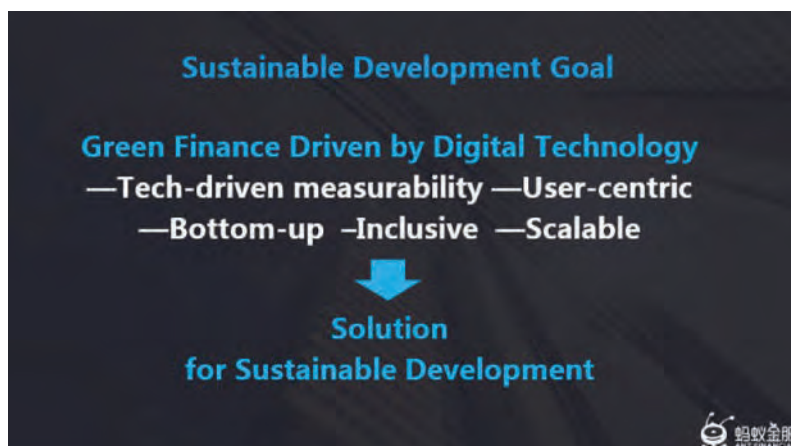 Sustainable Development Goal
Green Finance Driven by Digital Technology
—Tech-driven measurability —User-centric
—Bottom-up –Inclusive —Scalable
Solution
for Sustainable Development
蚂蚁金服